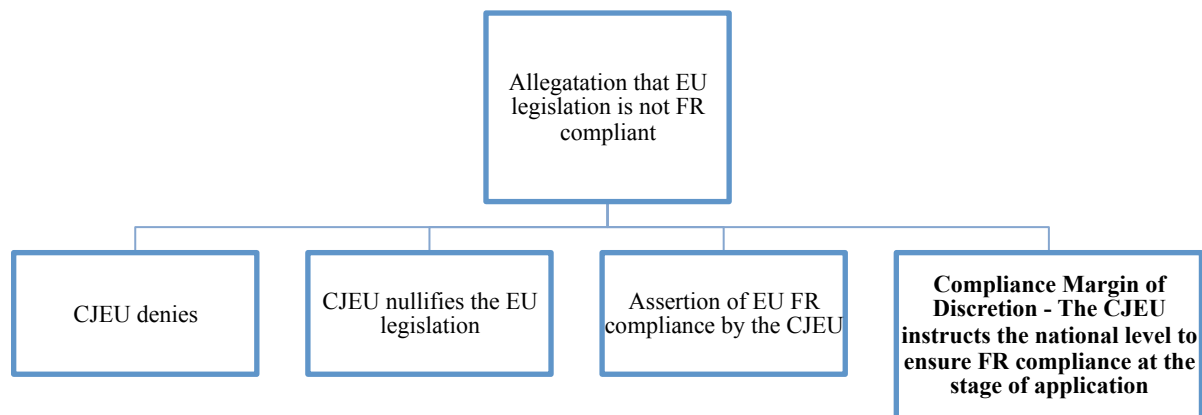 Allegatation that EU
legislation is not FR
compliant
CJEU denies
CJEU nullifies the EU
legislation
Assertion of EU FR
compliance by the CJEU
Compliance Margin of
Discretion - The CJEU
instructs the national level to
ensure FR compliance at the
stage of application